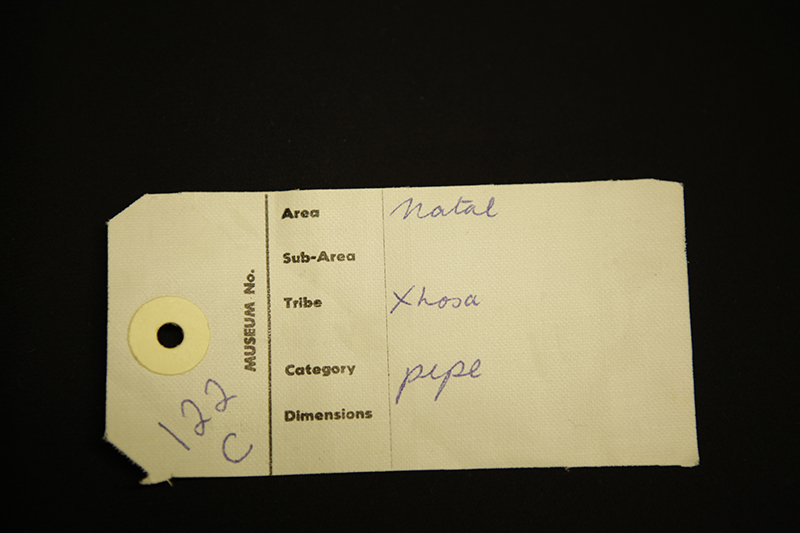 MUSEUM No.
122
C
Area Natal
Sub-Area
Tribe Xhosa
Category pipe
Dimensions